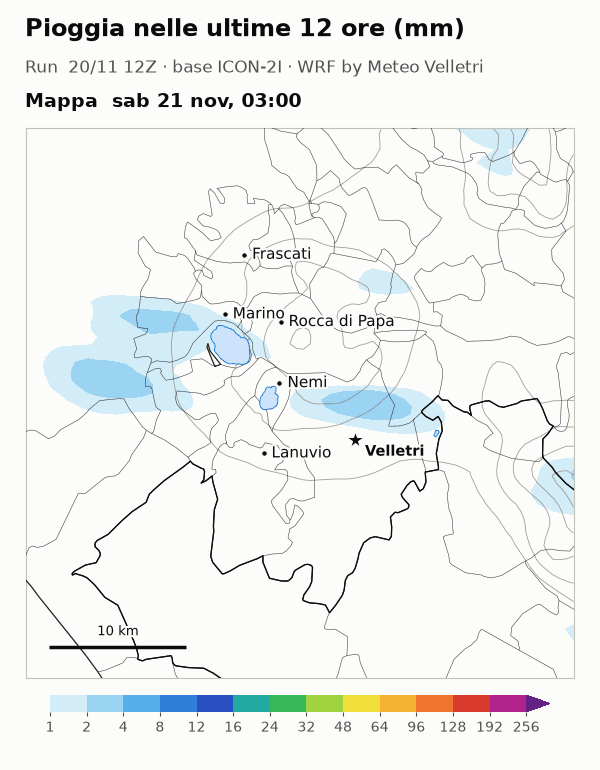 Pioggia nelle ultime 12 ore (mm)
Run  20/11 12Z · base ICON-2I · WRF by Meteo Velletri
Mappa  sab 21 nov, 03:00
Frascati
Marino
Rocca di Papa
Nemi
Velletri
Lanuvio
10 km
1 2 4 8 12 16 24 32 48 64 96 128 192 256